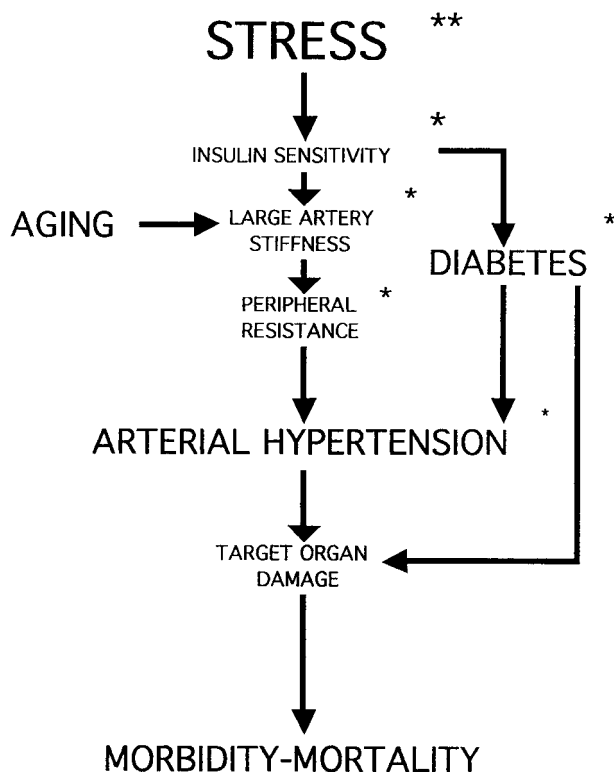 STRESS **
INSULIN SENSITIVITY *
AGING
LARGE ARTERY *
STIFFNESS
DIABETES *
PERIPHERAL *
RESISTANCE
ARTERIAL HYPERTENSION *
TARGET ORGAN
DAMAGE
MORBIDITY-MORTALITY